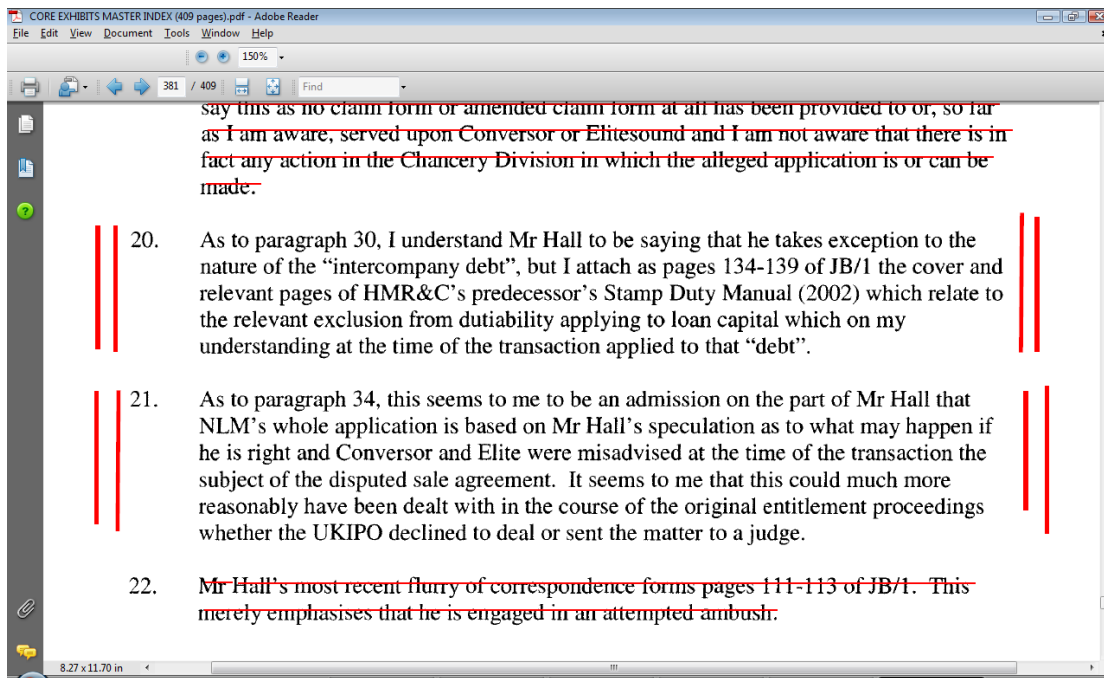 CORE EXHIBITS MASTER INDEX (409 pages).pdf - Adobe Reader
File Edit View Document Tools Window Help
150%
381 / 409 Find
say this as no claim form or amended claim form at all has been provided to or, so far
as I am aware, served upon Conversor or Elitesound and I am not aware that there is in
fact any action in the Chancery Division in which the alleged application is or can be
made.
20. As to paragraph 30, I understand Mr Hall to be saying that he takes exception to the
nature of the “intercompany debt”, but I attach as pages 134-139 of JB/1 the cover and
relevant pages of HMR&C’s predecessor’s Stamp Duty Manual (2002) which relate to
the relevant exclusion from dutiability applying to loan capital which on my
understanding at the time of the transaction applied to that “debt”.
21. As to paragraph 34, this seems to me to be an admission on the part of Mr Hall that
NLM’s whole application is based on Mr Hall’s speculation as to what may happen if
he is right and Conversor and Elite were misadvised at the time of the transaction the
subject of the disputed sale agreement. It seems to me that this could much more
reasonably have been dealt with in the course of the original entitlement proceedings
whether the UKIPO declined to deal or sent the matter to a judge.
22. Mr Hall’s most recent flurry of correspondence forms pages 111-113 of JB/1. This
merely emphasises that he is engaged in an attempted ambush.
8.27 x 11.70 in